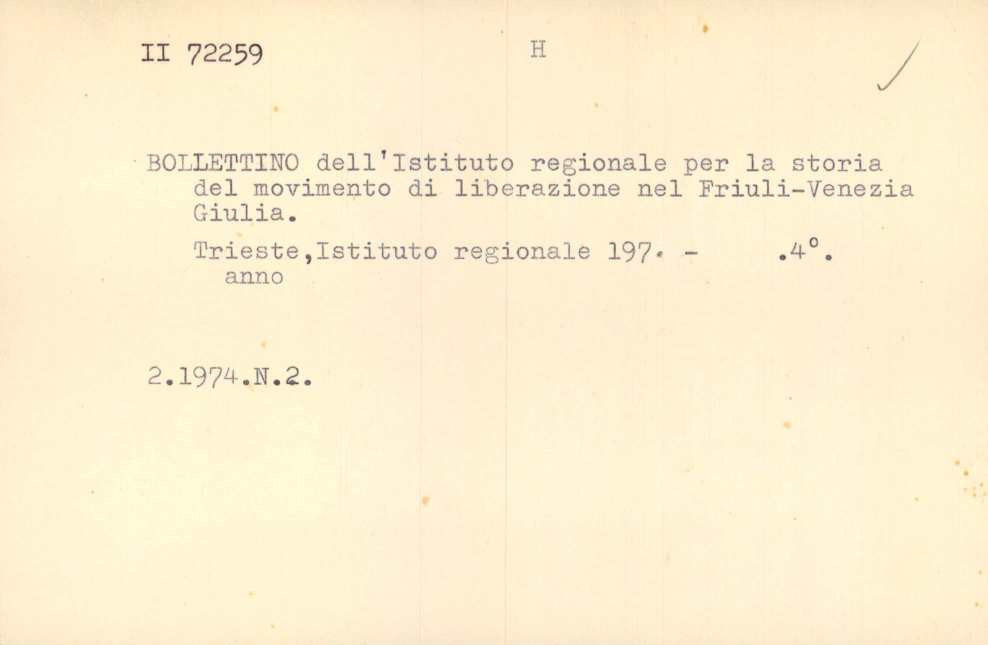 II 72259 H
BOLLETTINO dell'Istituto regionale per la storia
del movimento di liberazione nel Friuli-Venezia
Giulia.
Trieste,Istituto regionale 197. - .4°.
anno
2.1974.N.2.